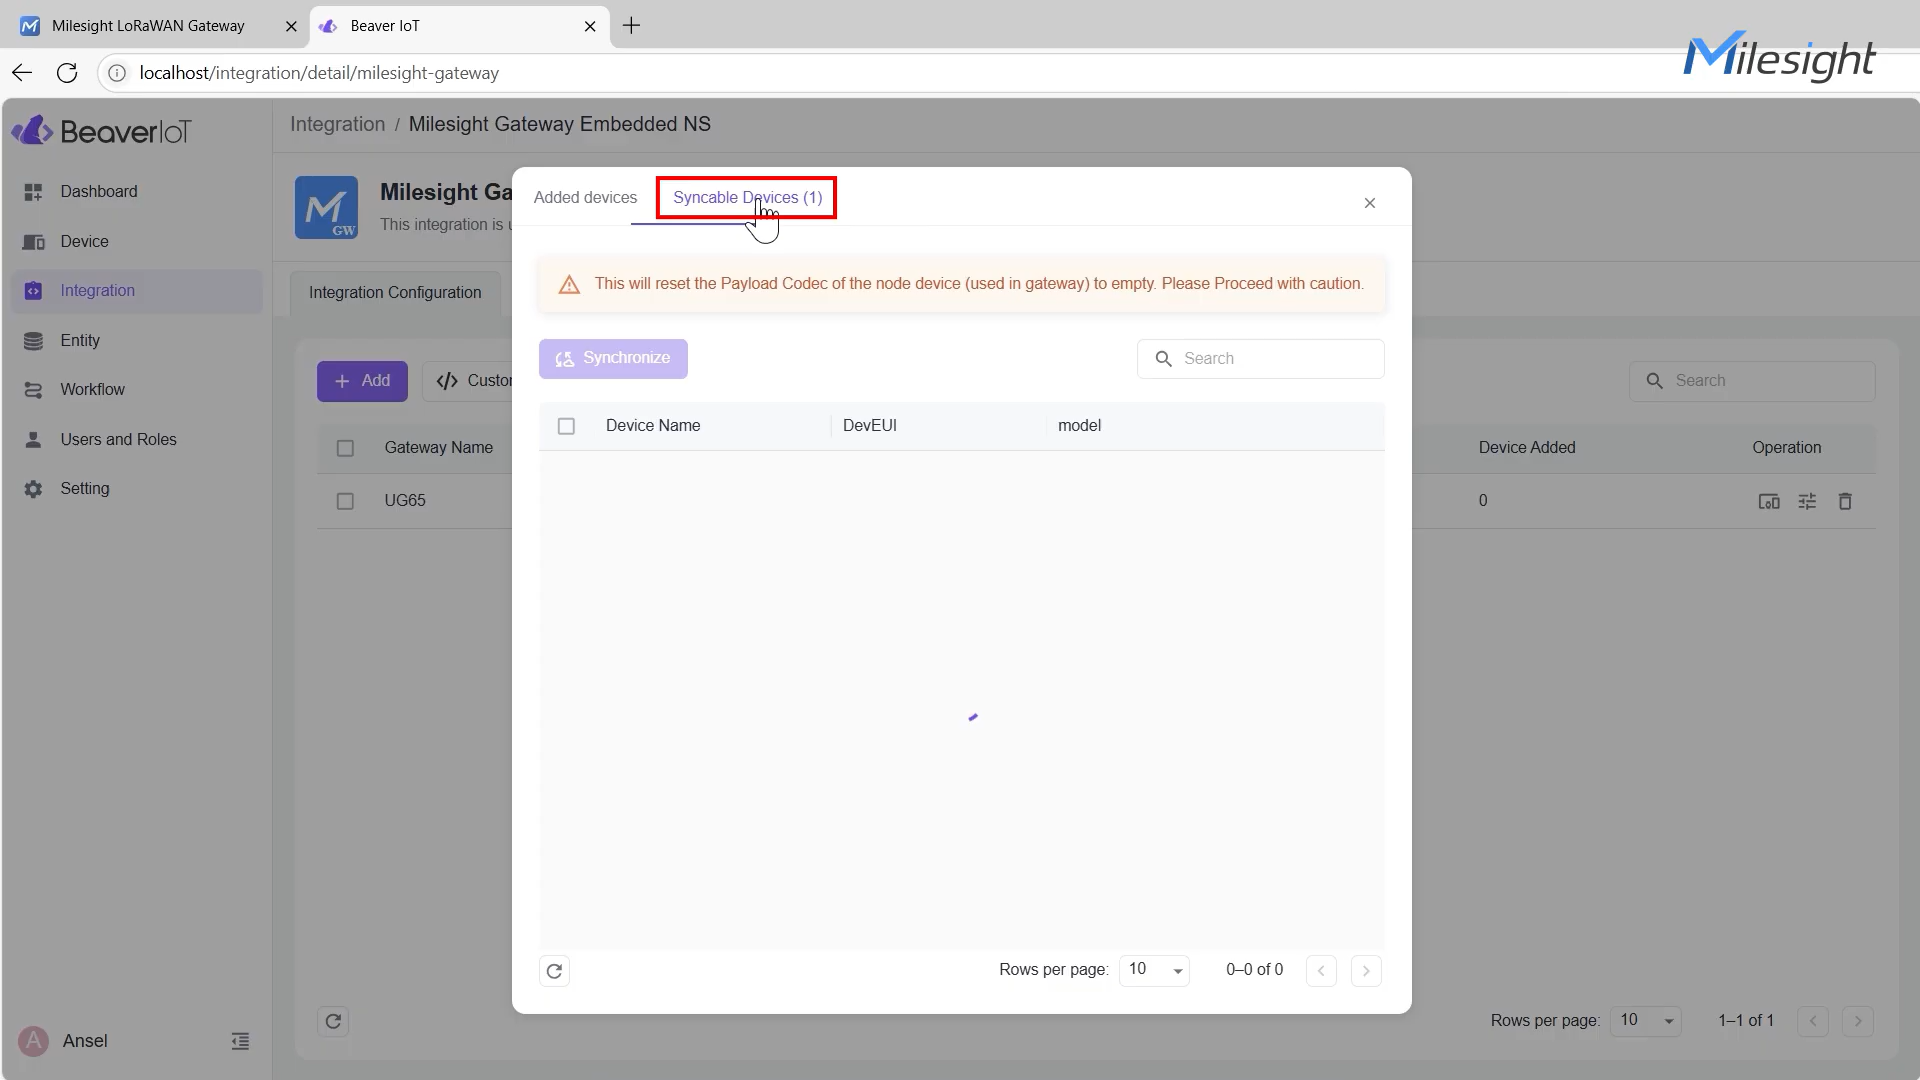 Milesight LoRaWAN Gateway
Beaver IoT
localhost/integration/detail/milesight-gateway
Milesight
BeaverIoT
Integration / Milesight Gateway Embedded NS
Dashboard
Device
Integration
Entity
Workflow
Users and Roles
Setting
Ansel
A
GW
Milesight Ga
This integration is u
Integration Configuration
Add
Custo
Search
Gateway Name
Device Added
Operation
UG65
0
Rows per page: 10 1–1 of 1
Added devices
Syncable Devices (1)
This will reset the Payload Codec of the node device (used in gateway) to empty. Please Proceed with caution.
Synchronize
Search
Device Name
DevEUI
model
Rows per page: 10 0–0 of 0